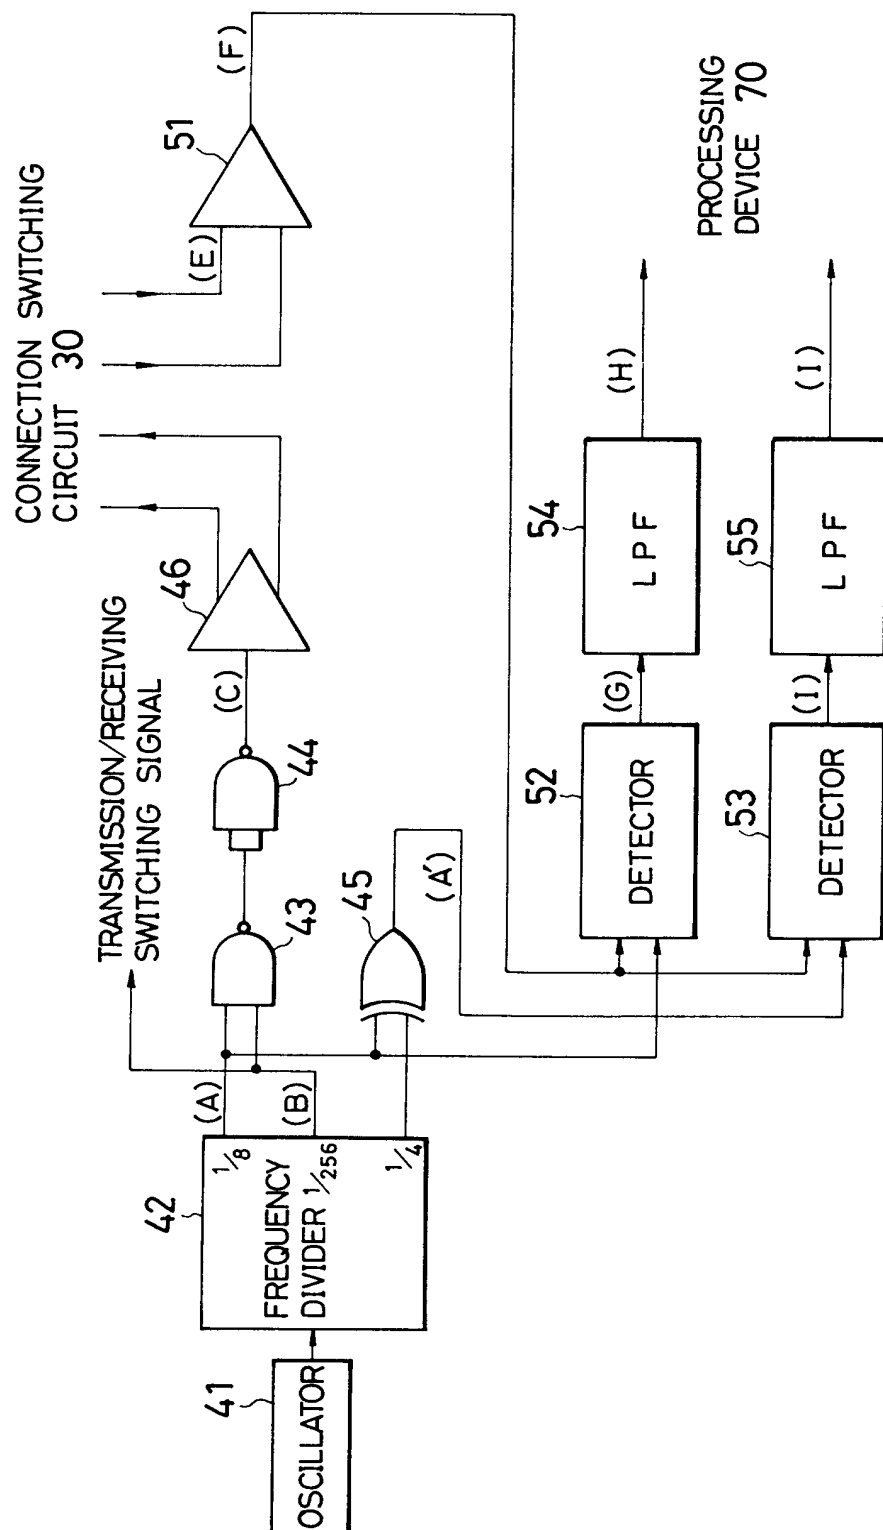 OSCILLATOR
41
42
FREQUENCY
DIVIDER 1/256
1/8
1/4
(A)
(B)
TRANSMISSION/RECEIVING
SWITCHING SIGNAL
43
44
45
(A')
(C)
46
CONNECTION SWITCHING
CIRCUIT 30
(E)
51
(F)
52
DETECTOR
53
DETECTOR
(G)
(I)
54
LPF
55
LPF
(H)
(I)
PROCESSING
DEVICE 70